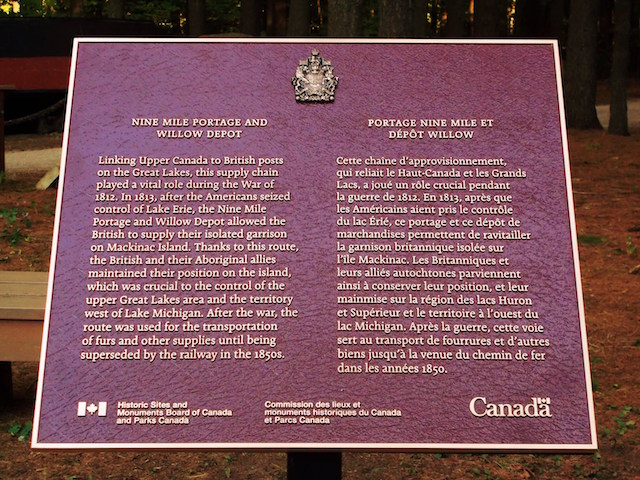 NINE MILE PORTAGE AND
WILLOW DEPOT
Linking Upper Canada to British posts
on the Great Lakes, this supply chain
played a vital role during the War of
1812. In 1813, after the Americans seized
control of Lake Erie, the Nine Mile
Portage and Willow Depot allowed the
British to supply their isolated garrison
on Mackinac Island. Thanks to this route,
the British and their Aboriginal allies
maintained their position on the island,
which was crucial to the control of the
upper Great Lakes area and the territory
west of Lake Michigan. After the war, the
route was used for the transportation
of furs and other supplies until being
superseded by the railway in the 1850s.
PORTAGE NINE MILE ET
DÉPÔT WILLOW
Cette chaîne d'approvisionnement,
qui reliait le Haut-Canada et les Grands
Lacs, a joué un rôle crucial pendant
la guerre de 1812. En 1813, après que
les Américains aient pris le contrôle
du lac Érié, ce portage et ce dépôt de
marchandises permettent de ravitailler
la garnison britannique isolée sur
l'île Mackinac. Les Britanniques et
leurs alliés autochtones parviennent
ainsi à conserver leur position, et leur
mainmise sur la région des lacs Huron
et Supérieur et le territoire à l'ouest du
lac Michigan. Après la guerre, cette voie
sert au transport de fourrures et d'autres
biens jusqu'à la venue du chemin de fer
dans les années 1850.
Historic Sites and
Monuments Board of Canada
and Parks Canada
Commission des lieux et
monuments historiques du Canada
et Parcs Canada
Canada